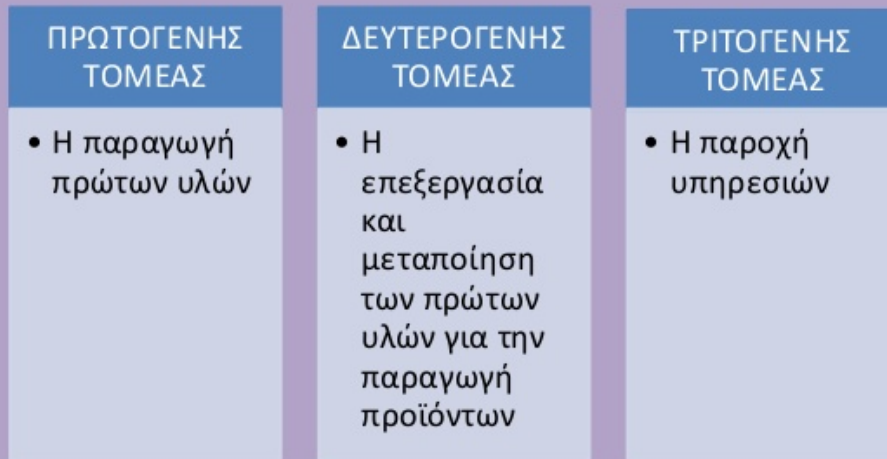 ΠΡΩΤΟΓΕΝΗΣ
ΤΟΜΕΑΣ
• Η παραγωγή
πρώτων υλών
ΔΕΥΤΕΡΟΓΕΝΗΣ
ΤΟΜΕΑΣ
• Η
επεξεργασία
και
μεταποίηση
των πρώτων
υλών για την
παραγωγή
προϊόντων
ΤΡΙΤΟΓΕΝΗΣ
ΤΟΜΕΑΣ
• Η παροχή
υπηρεσιών